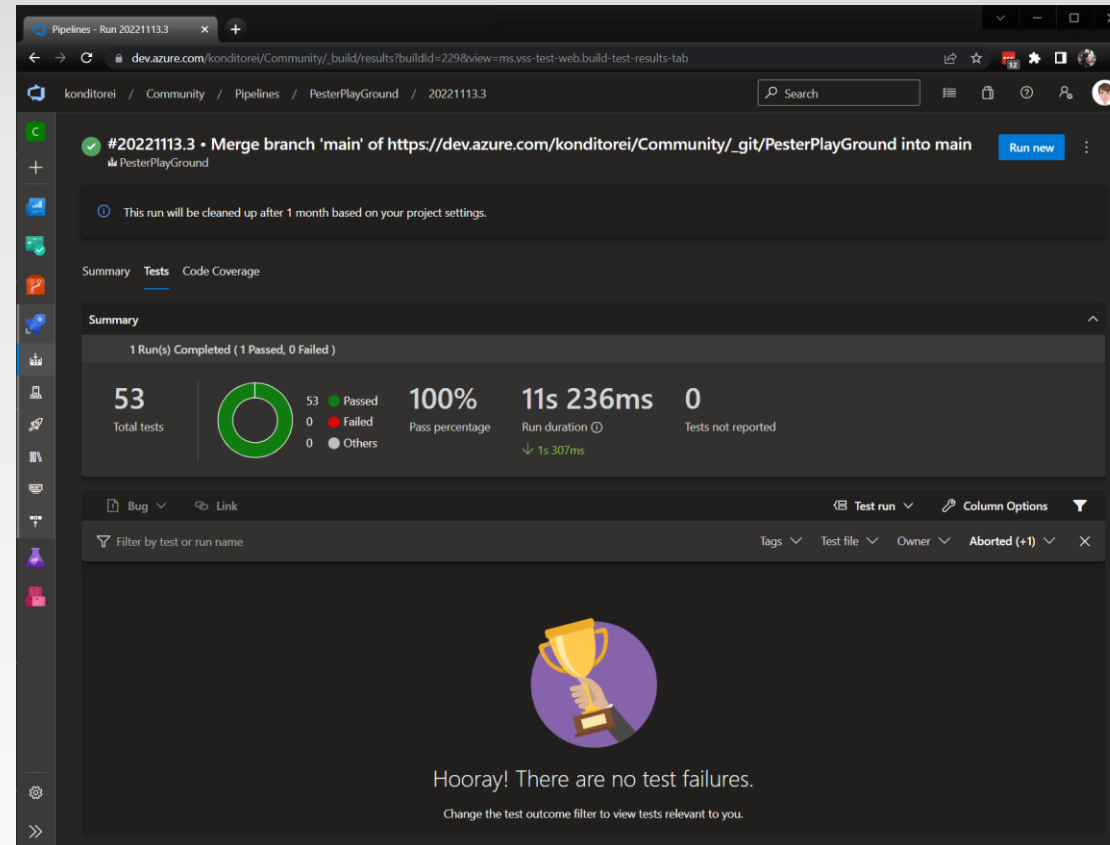 Pipelines - Run 20221113.3
dev.azure.com/konditorei/Community/_build/results?buildId=229&view=ms.vss-test-web.build-test-results-tab
12
konditorei / Community / Pipelines / PesterPlayGround / 20221113.3
Search
C
#20221113.3 • Merge branch 'main' of https://dev.azure.com/konditorei/Community/_git/PesterPlayGround into main
Run new
PesterPlayGround
This run will be cleaned up after 1 month based on your project settings.
Summary Tests Code Coverage
Summary
1 Run(s) Completed ( 1 Passed, 0 Failed )
53
Total tests
53 Passed
0 Failed
0 Others
100%
Pass percentage
11s 236ms
Run duration
1s 307ms
0
Tests not reported
Bug Link Test run Column Options
Filter by test or run name Tags Test file Owner Aborted (+1)
Hooray! There are no test failures.
Change the test outcome filter to view tests relevant to you.